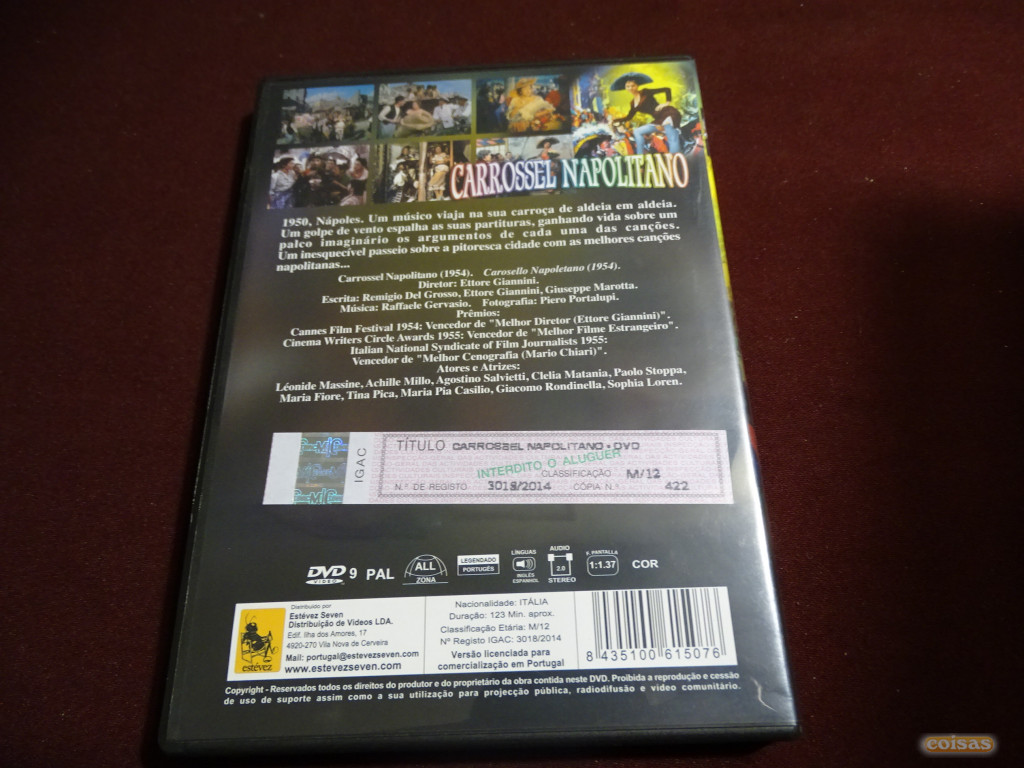 CARROSSEL NAPOLITANO
1950, Nápoles. Um músico viaja na sua carroça de aldeia em aldeia.
Um golpe de vento espalha as suas partituras, ganhando vida sobre um
palco imaginário os argumentos de cada uma das canções.
Um inesquecível passeio sobre a pitoresca cidade com as melhores canções
napolitanas...
Carrossel Napolitano (1954). Carosello Napoletano (1954).
Diretor: Ettore Giannini.
Escrita: Remigio Del Grosso, Ettore Giannini, Giuseppe Marotta.
Música: Raffaele Gervasio. Fotografia: Piero Portalupi.
Prêmios:
Cannes Film Festival 1954: Vencedor de "Melhor Diretor (Ettore Giannini)".
Cinema Writers Circle Awards 1955: Vencedor de "Melhor Filme Estrangeiro".
Italian National Syndicate of Film Journalists 1955:
Vencedor de "Melhor Cenografia (Mario Chiari)".
Atores e Atrizes:
Léonide Massine, Achille Millo, Agostino Salvietti, Clelia Matania, Paolo Stoppa,
Maria Fiore, Tina Pica, Maria Pia Casilio, Giacomo Rondinella, Sophia Loren.
MIC
IGAC
TÍTULO CARROSSEL NAPOLITANO - DVD
INTERDITO O ALUGUER
CLASSIFICAÇÃO M/12
N.º DE REGISTO 3018/2014 CÓPIA N.º 422
DVD VIDEO 9 PAL
ALL ZONA
LEGENDADO PORTUGÊS
LÍNGUAS INGLÊS ESPANHOL
AUDIO 2.0 STEREO
F. PANTALLA 1:1.37
COR
estévez
Distribuído por
Estévez Seven
Distribuição de Videos LDA.
Edif. Ilha dos Amores, 17
4920-270 Vila Nova de Cerveira
Mail: portugal@estevezseven.com
www.estevezseven.com
Nacionalidade: ITÁLIA
Duração: 123 Min. aprox.
Classificação Etária: M/12
Nº Registo IGAC: 3018/2014
Versão licenciada para
comercialização em Portugal
8 435100 615076
Copyright - Reservados todos os direitos do produtor e do proprietário da obra contida neste DVD. Proibida a reprodução e cessão
de uso de suporte assim como a sua utilização para projecção pública, radiodifusão e video comunitário.
coisas